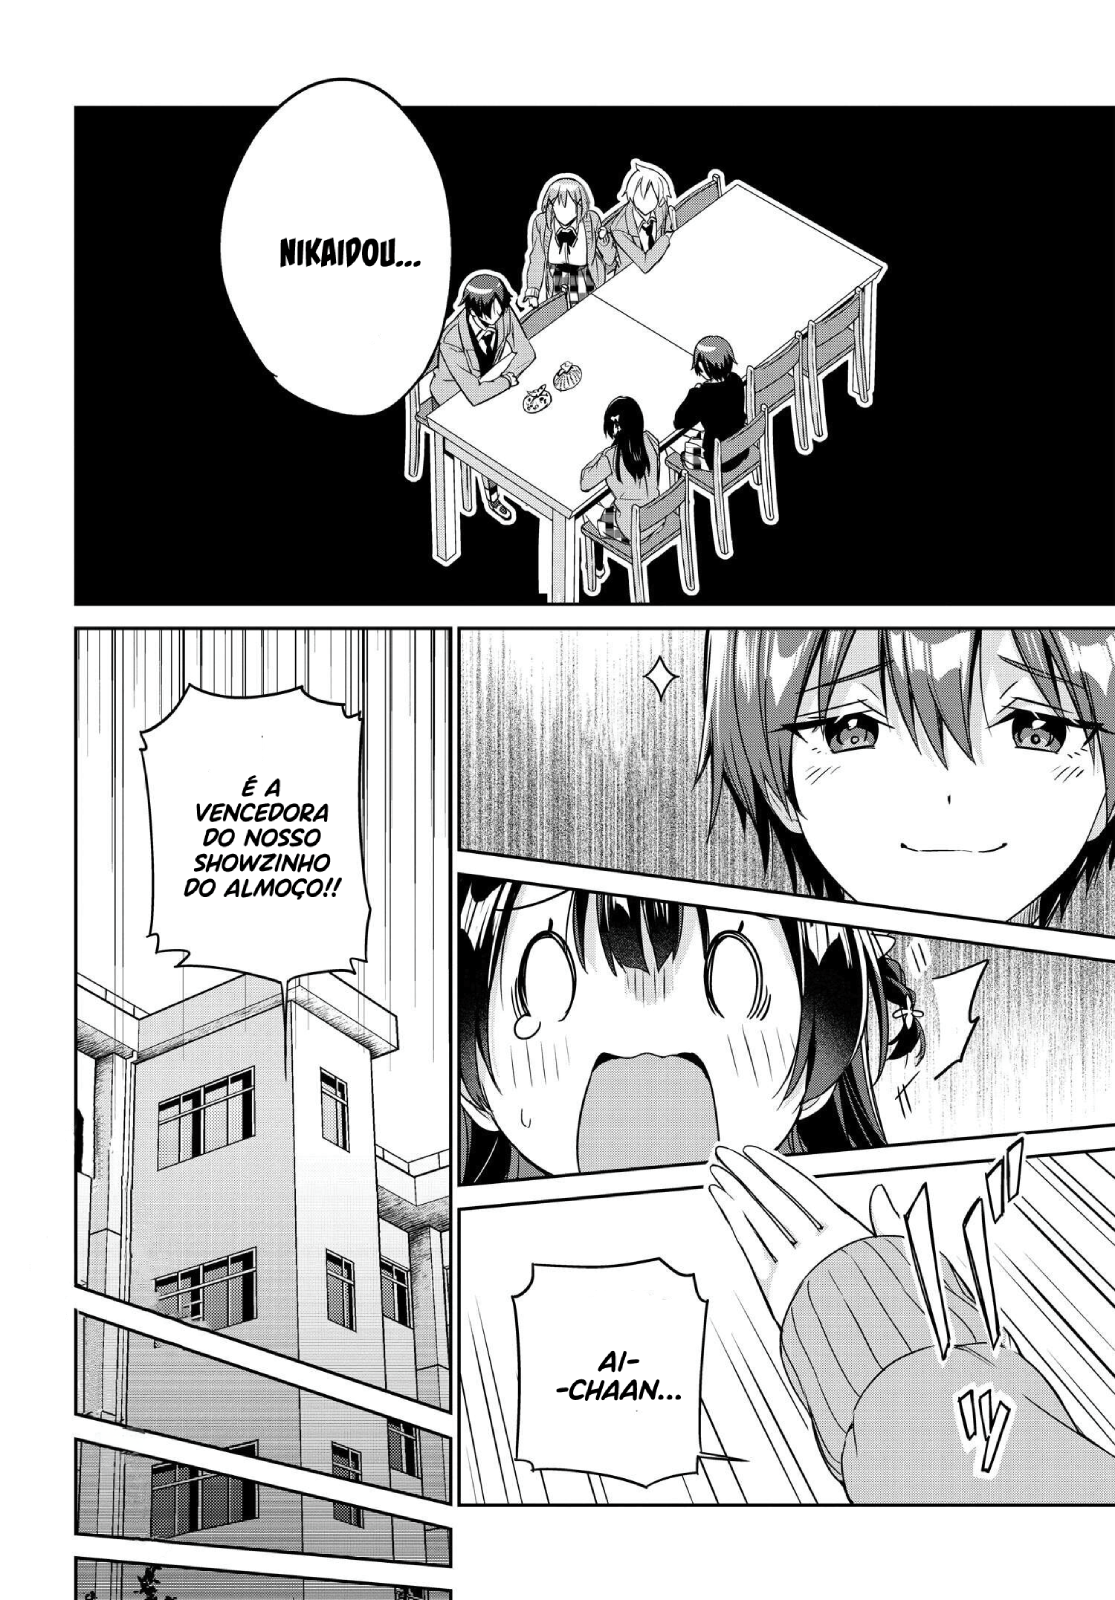 NIKAIDOU...
AI-
-CHAAN...
É A
VENCEDORA
DO NOSSO
SHOWZINHO
DO ALMOÇO!!